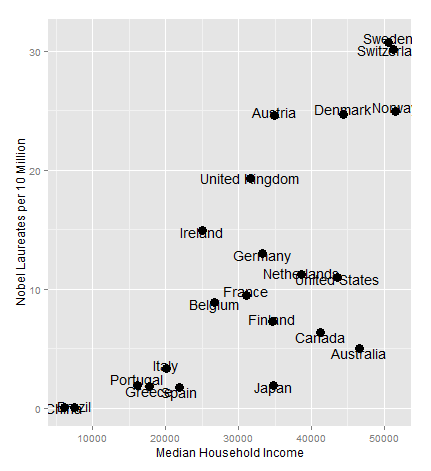 Nobel Laureates per 10 Million
30
20
10
0
Sweden
Switzerla
Norwa
Denmark
Austria
United Kingdom
Ireland
Germany
Netherlands
United States
France
Belgium
Finland
Canada
Australia
Italy
Portugal
Greece
Spain
Japan
China
Brazil
10000 20000 30000 40000 50000
Median Household Income